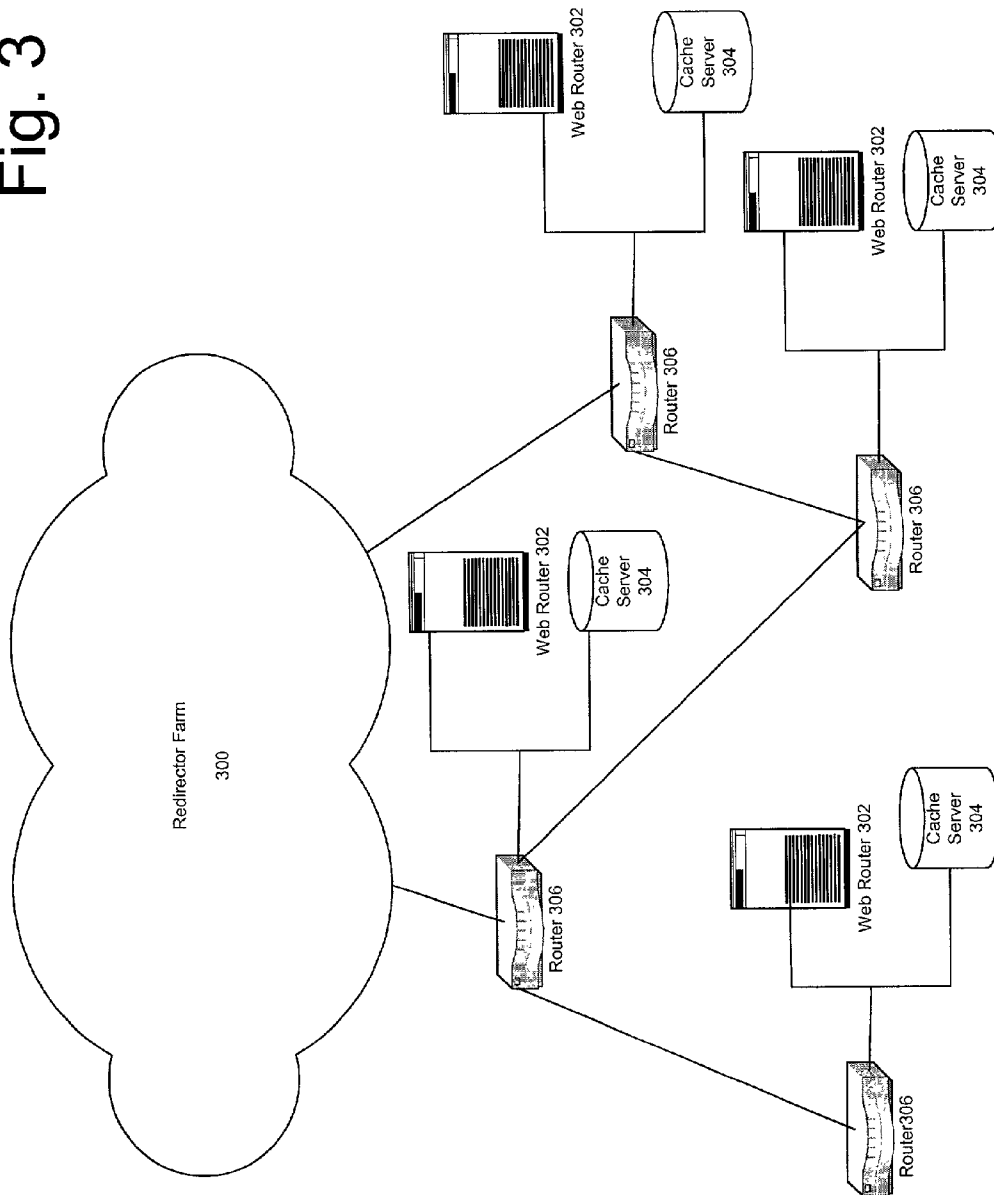 Fig. 3
Redirector Farm
300
Web Router 302
Cache
Server
304
Router 306
Web Router 302
Cache
Server
304
Router 306
Web Router 302
Cache
Server
304
Router 306
Web Router 302
Cache
Server
304
Router306